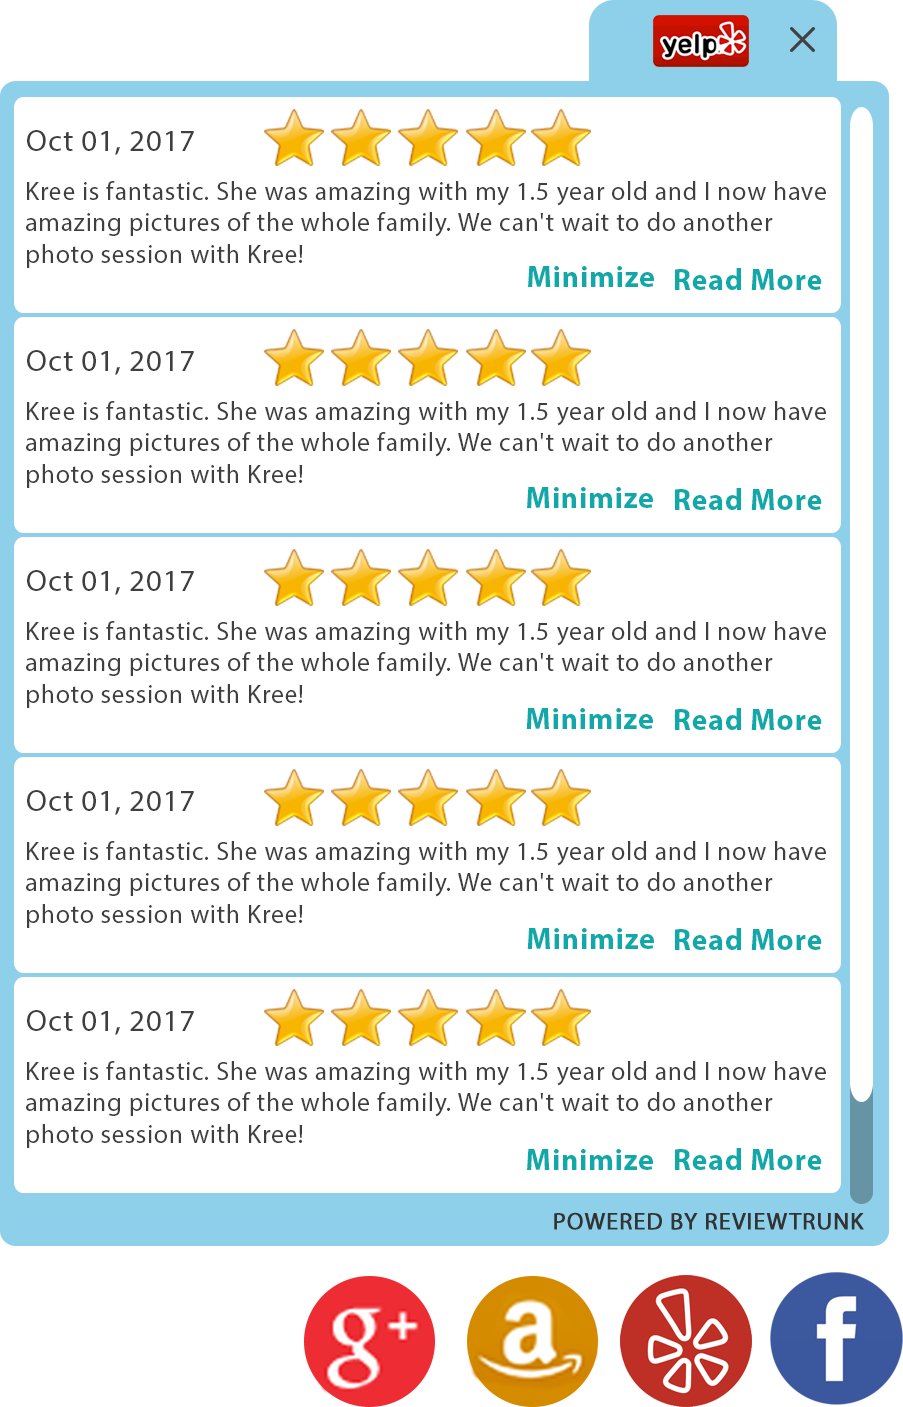 yelp
Oct 01, 2017
Kree is fantastic. She was amazing with my 1.5 year old and I now have
amazing pictures of the whole family. We can't wait to do another
photo session with Kree!
Minimize Read More
Oct 01, 2017
Kree is fantastic. She was amazing with my 1.5 year old and I now have
amazing pictures of the whole family. We can't wait to do another
photo session with Kree!
Minimize Read More
Oct 01, 2017
Kree is fantastic. She was amazing with my 1.5 year old and I now have
amazing pictures of the whole family. We can't wait to do another
photo session with Kree!
Minimize Read More
Oct 01, 2017
Kree is fantastic. She was amazing with my 1.5 year old and I now have
amazing pictures of the whole family. We can't wait to do another
photo session with Kree!
Minimize Read More
Oct 01, 2017
Kree is fantastic. She was amazing with my 1.5 year old and I now have
amazing pictures of the whole family. We can't wait to do another
photo session with Kree!
Minimize Read More
POWERED BY REVIEWTRUNK
g+ a f